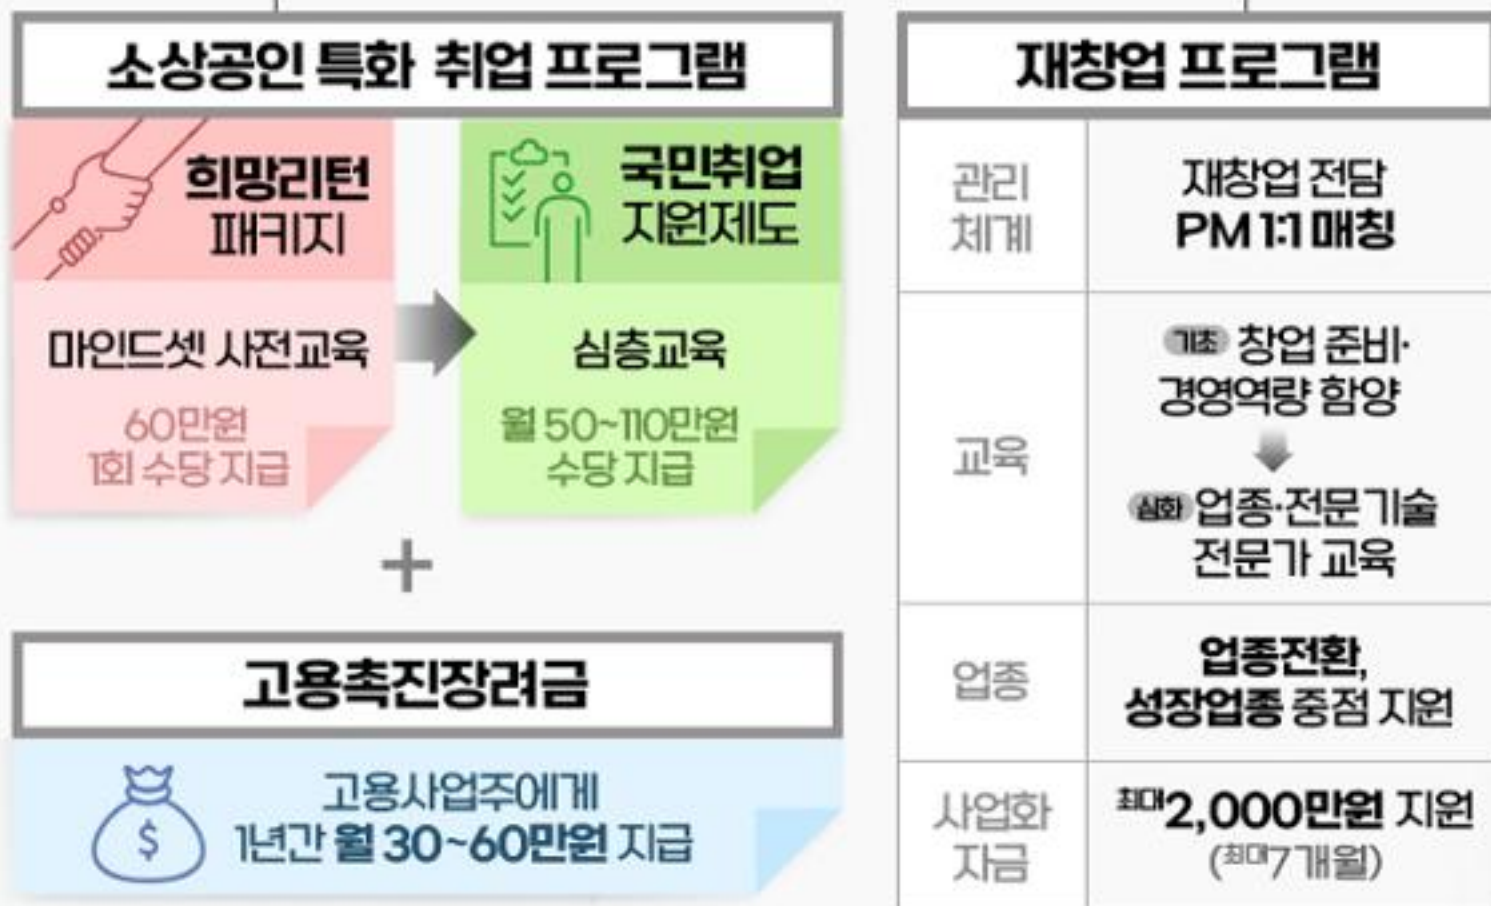 소상공인 특화 취업 프로그램
희망리턴
패키지
마인드셋 사전교육
60만원
1회 수당 지급
국민취업
지원제도
심층교육
월 50~110만원
수당 지급
+
고용촉진장려금
$
고용사업주에게
1년간 월 30~60만원 지급
재창업 프로그램
관리
체계
재창업 전담
PM 1:1 매칭
교육
기초 창업 준비·
경영역량 함양
심화 업종·전문기술
전문가 교육
업종
업종전환,
성장업종 중점 지원
사업화
자금
최대2,000만원 지원
(최대7개월)